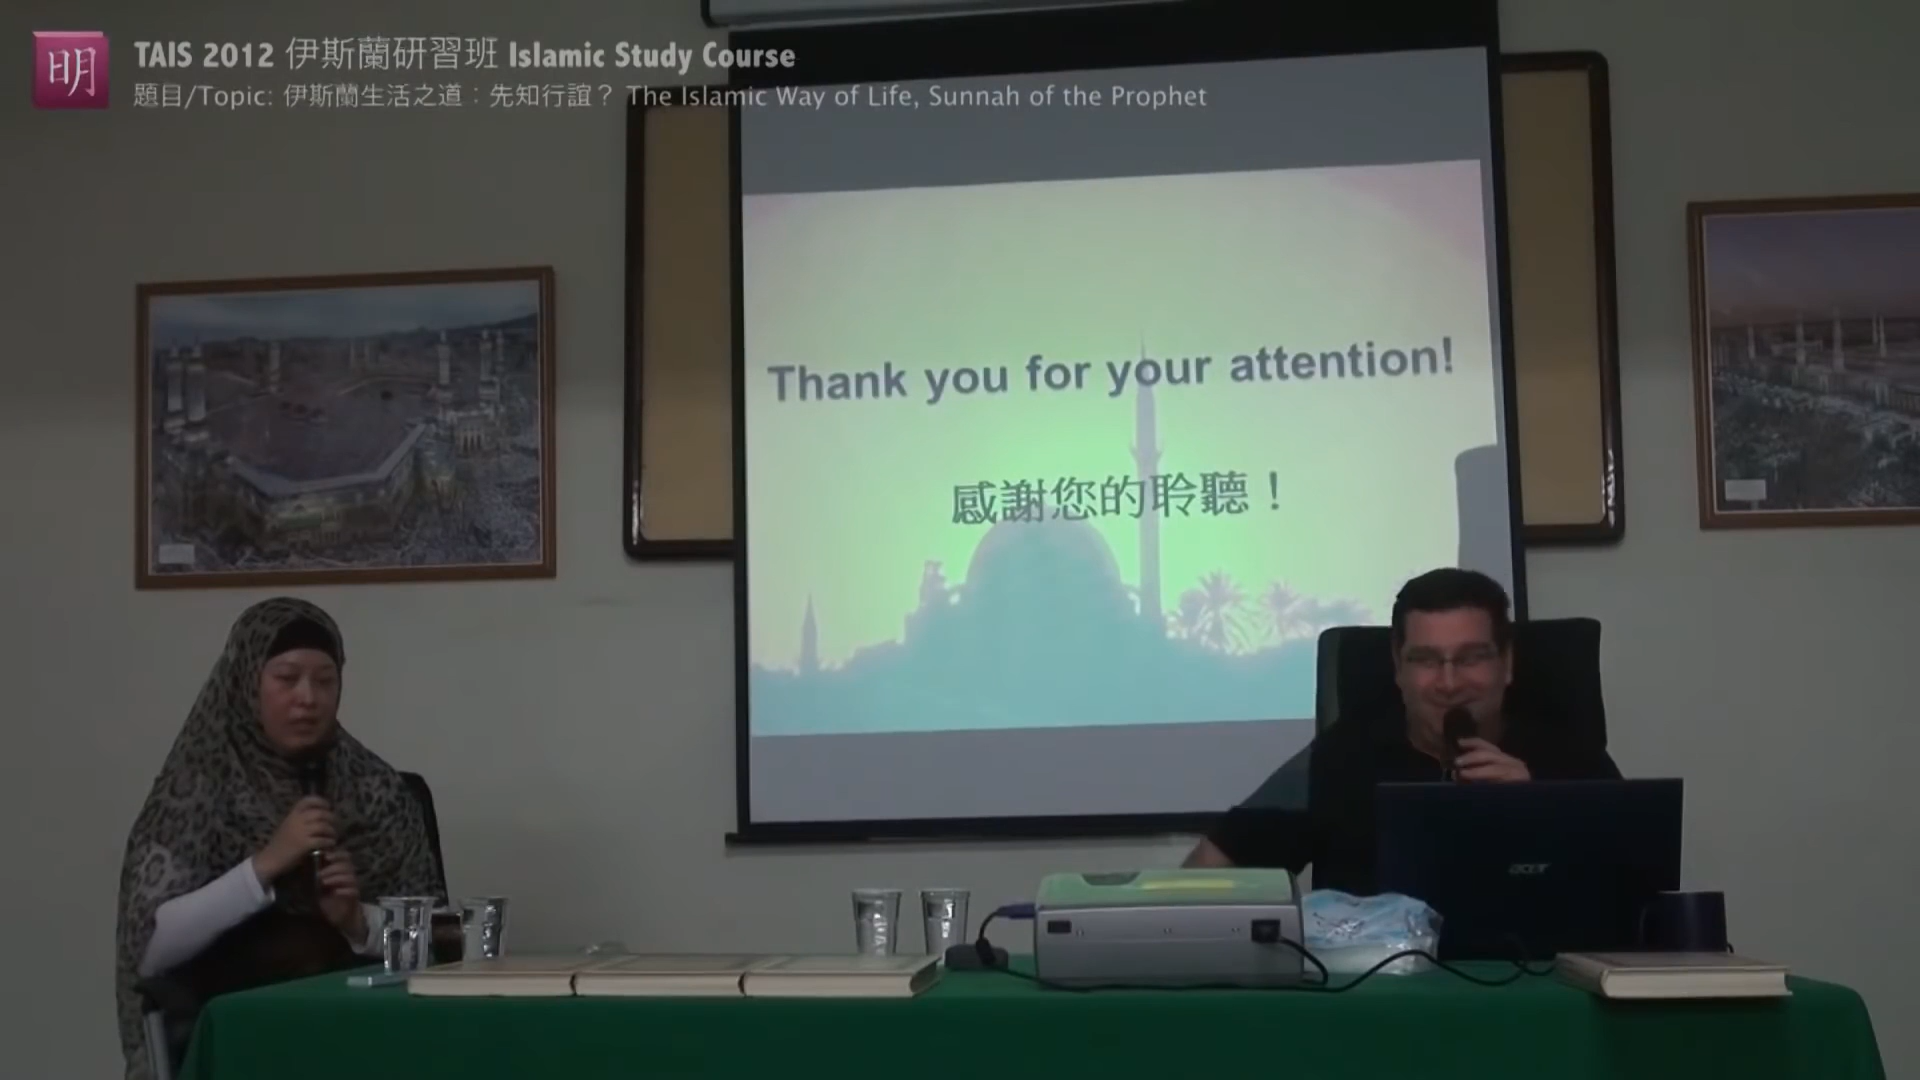 明
TAIS 2012 伊斯蘭研習班 Islamic Study Course
題目/Topic: 伊斯蘭生活之道：先知行誼？ The Islamic Way of Life, Sunnah of the Prophet
Thank you for your attention!
感謝您的聆聽！
acer